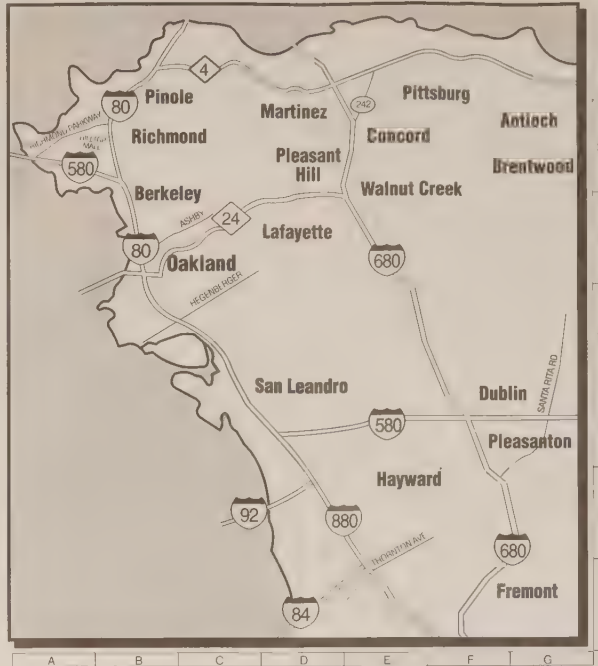 4
80
Pinole
Pittsburg
242
Martinez
Antioch
RICHMOND PARKWAY
Richmond
Concord
Pleasant
Hill
Brentwood
580
Berkeley
Walnut Creek
ASHBY
24
Lafayette
80
Oakland
680
HEGENBERGER
San Leandro
Dublin
SANTA RITA RD
580
Pleasanton
Hayward
92
880
THORNTON AVE
680
84
Fremont
A B C D E F G